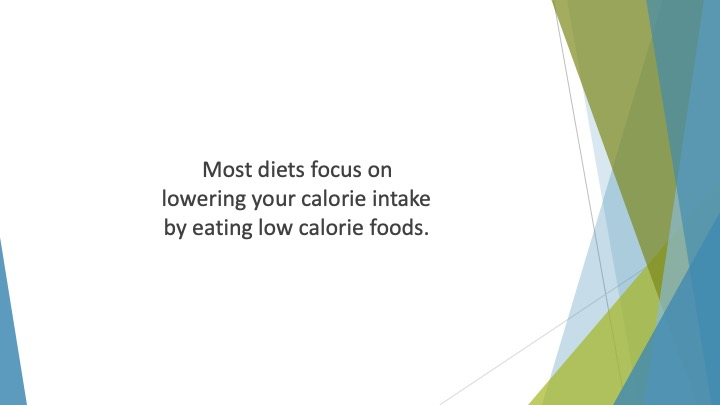 Most diets focus on
lowering your calorie intake
by eating low calorie foods.